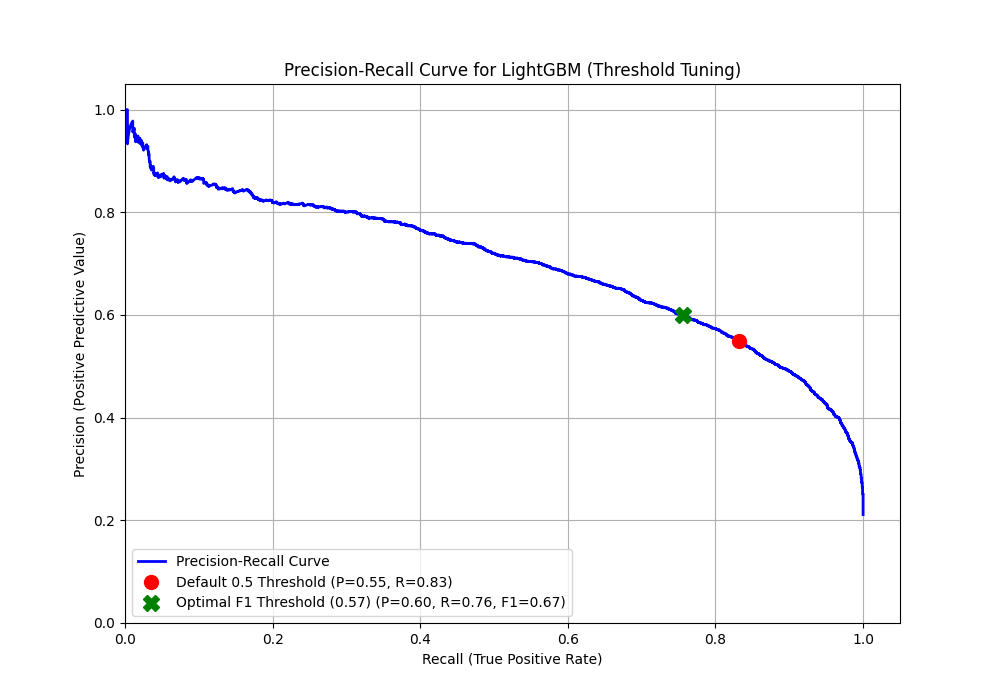 Precision-Recall Curve for LightGBM (Threshold Tuning)
Precision (Positive Predictive Value)
1.0
0.8
0.6
0.4
0.2
0.0
Precision-Recall Curve
Default 0.5 Threshold (P=0.55, R=0.83)
Optimal F1 Threshold (0.57) (P=0.60, R=0.76, F1=0.67)
0.0 0.2 0.4 0.6 0.8 1.0
Recall (True Positive Rate)